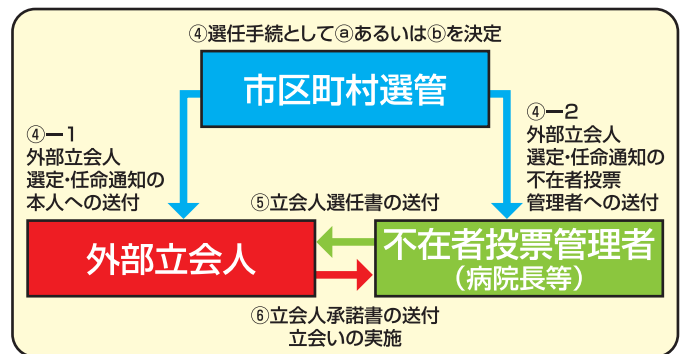 ④選任手続としてⓐあるいはⓑを決定
市区町村選管
④ー1
外部立会人
選定・任命通知の
本人への送付
④ー2
外部立会人
選定・任命通知の
不在者投票
管理者への送付
⑤立会人選任書の送付
外部立会人
不在者投票管理者
（病院長等）
⑥立会人承諾書の送付
立会いの実施